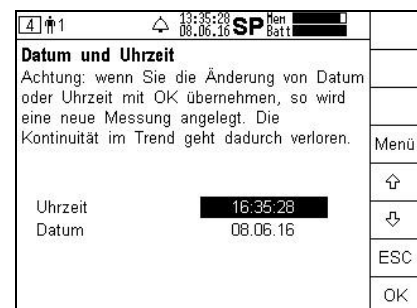 4 1 13:35:28 SP Mem
08.06.16 Batt
Datum und Uhrzeit
Achtung: wenn Sie die Änderung von Datum
oder Uhrzeit mit OK übernehmen, so wird
eine neue Messung angelegt. Die
Kontinuität im Trend geht dadurch verloren.
Menü
Uhrzeit 16:35:28
Datum 08.06.16
ESC
OK